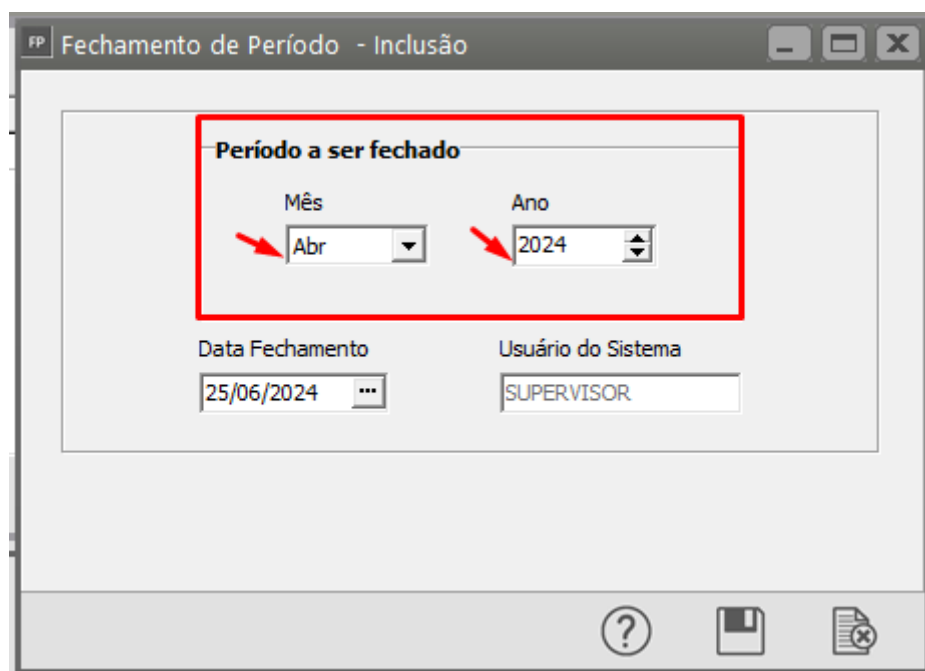 FP Fechamento de Período - Inclusão
Período a ser fechado
Mês Ano
Abr 2024
Data Fechamento Usuário do Sistema
25/06/2024 ... SUPERVISOR
?